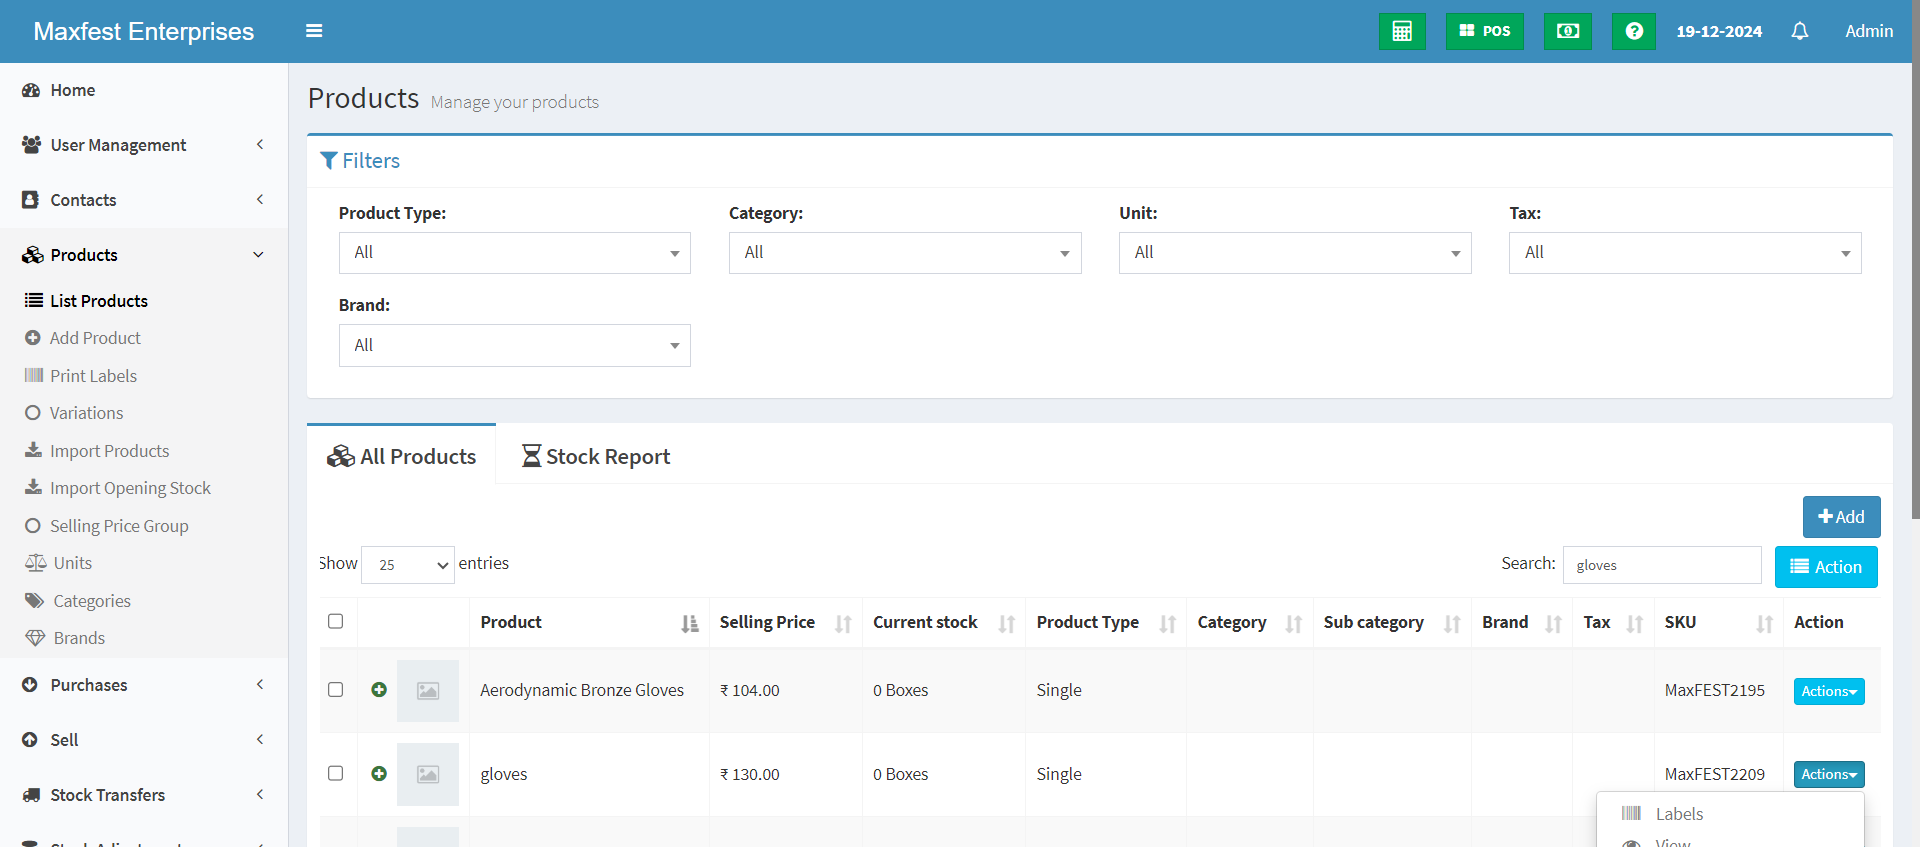 Maxfest Enterprises
POS
19-12-2024
Admin
Home
User Management
Contacts
Products
List Products
Add Product
Print Labels
Variations
Import Products
Import Opening Stock
Selling Price Group
Units
Categories
Brands
Purchases
Sell
Stock Transfers
Products Manage your products
Filters
Product Type: Category: Unit: Tax:
All All All All
Brand:
All
All Products Stock Report
Add
Show 25 entries Search: gloves Action
Product Selling Price Current stock Product Type Category Sub category Brand Tax SKU Action
Aerodynamic Bronze Gloves ₹ 104.00 0 Boxes Single MaxFEST2195 Actions
gloves ₹ 130.00 0 Boxes Single MaxFEST2209 Actions
Labels
View